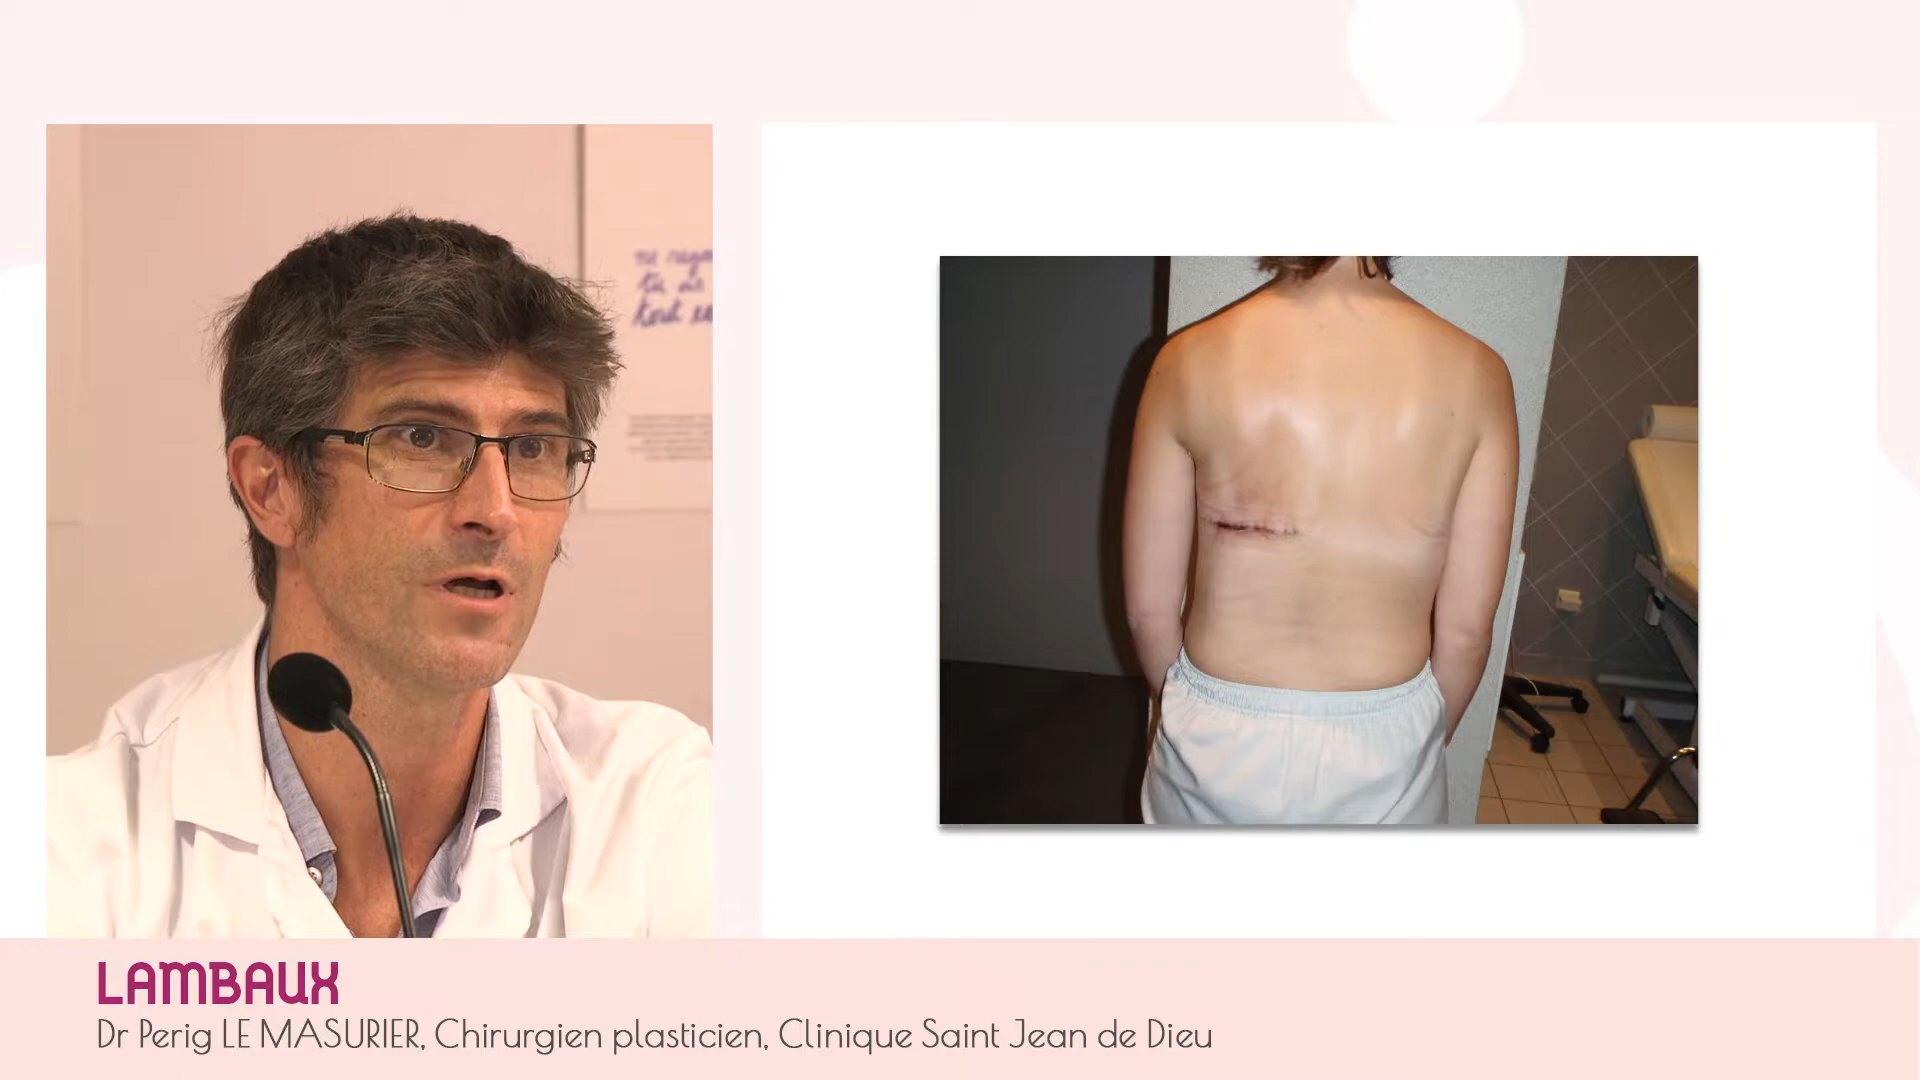 LAMBAUX
Dr Perig LE MASURIER, Chirurgien plasticien, Clinique Saint Jean de Dieu